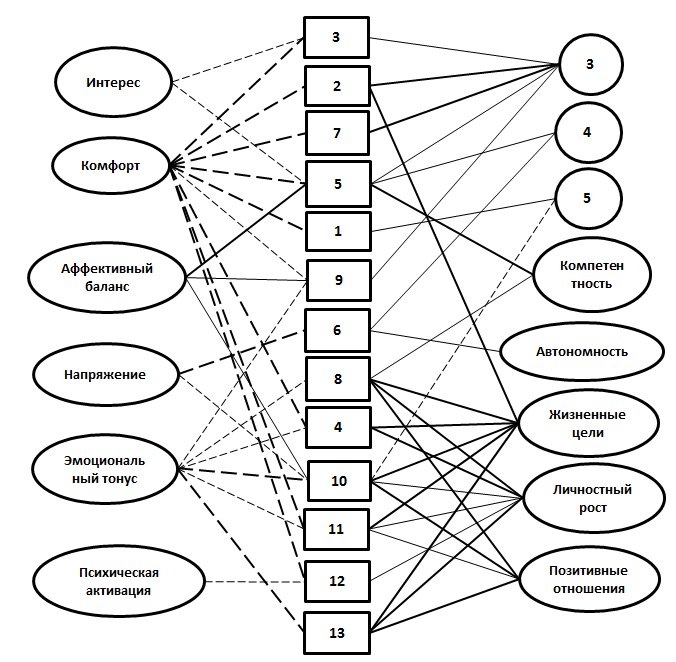 Интерес
Комфорт
Аффективный
баланс
Напряжение
Эмоциональ
ный тонус
Психическая
активация
3
2
7
5
1
9
6
8
4
10
11
12
13
3
4
5
Компетен
тность
Автономность
Жизненные
цели
Личностный
рост
Позитивные
отношения